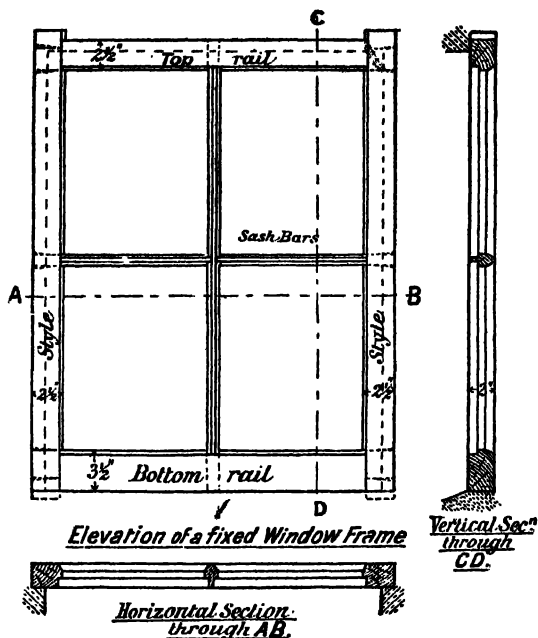 C
2½"
Top rail
Sash Bars
A
B
Style
Style
2½"
2½"
2"
3½"
Bottom rail
D
Elevation of a fixed Window Frame
Vertical Secn
through
CD.
Horizontal Section
through AB.